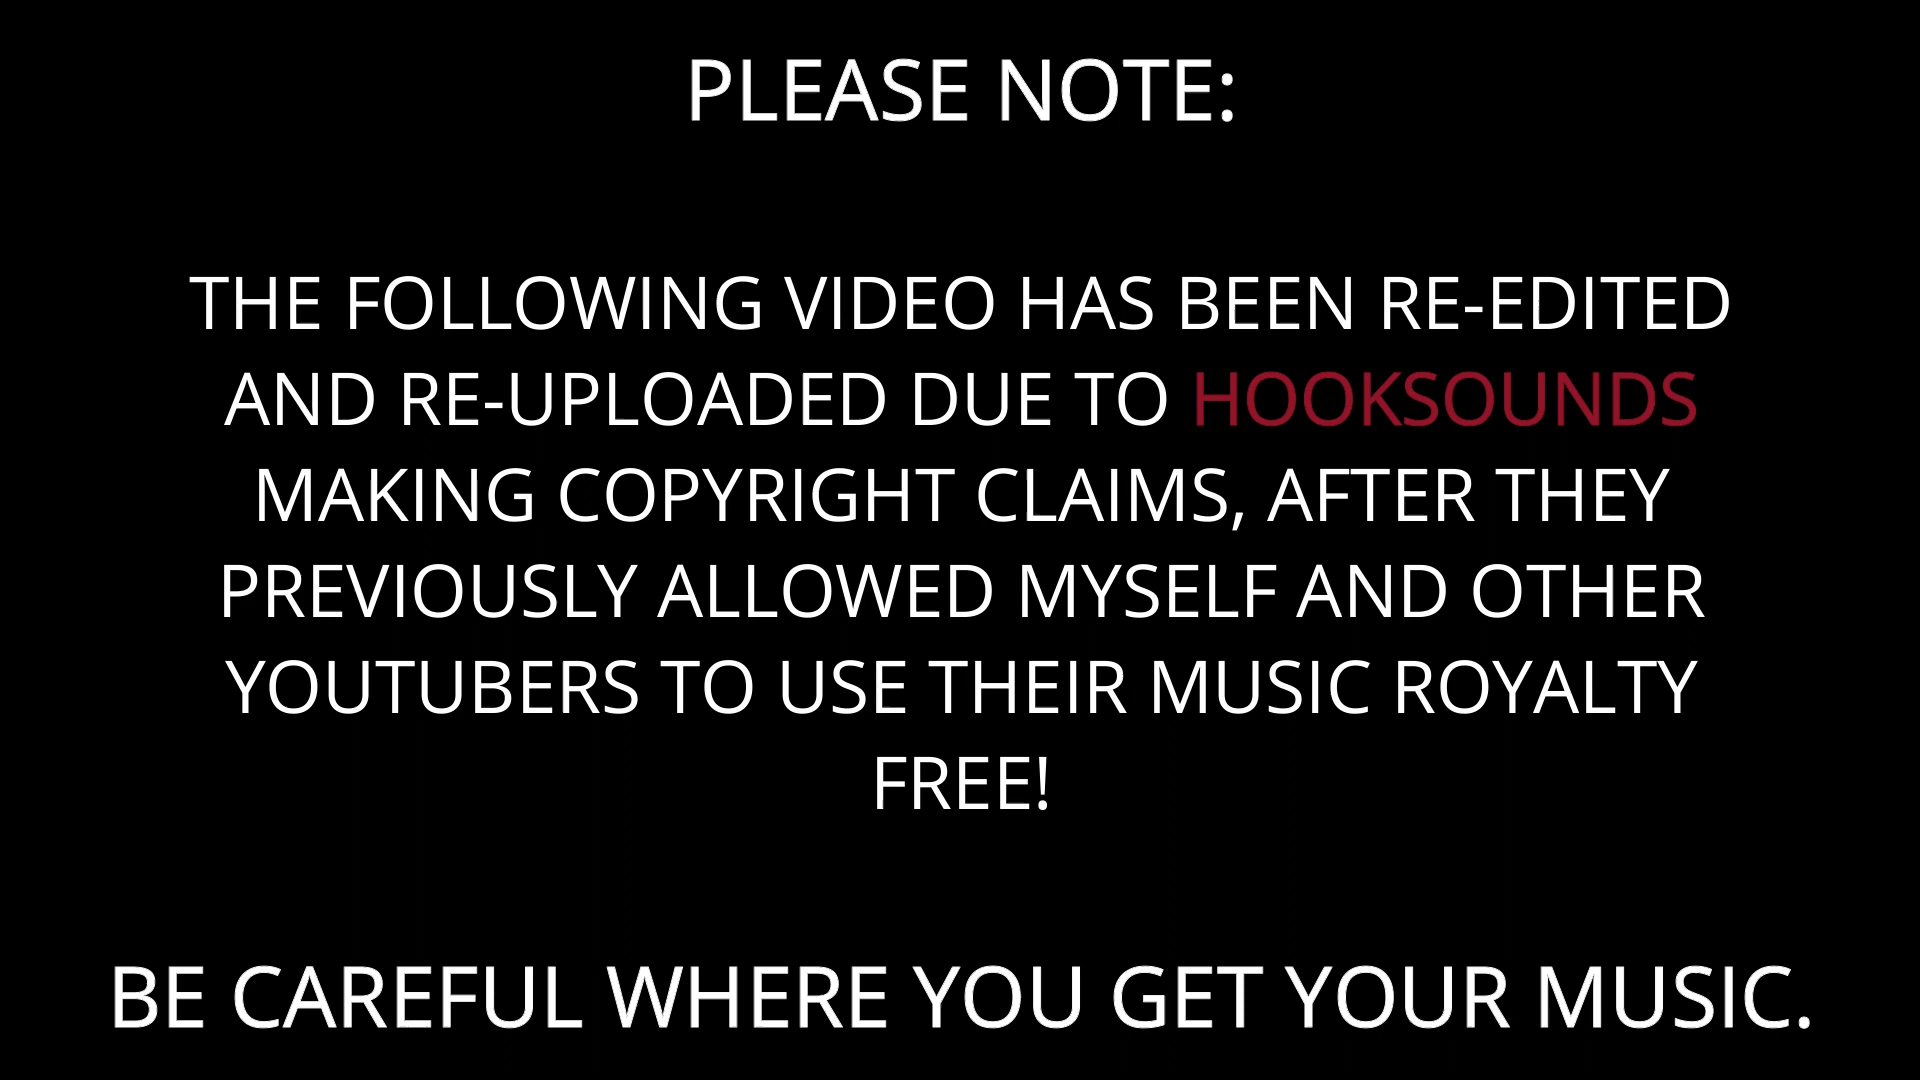 PLEASE NOTE:
THE FOLLOWING VIDEO HAS BEEN RE-EDITED
AND RE-UPLOADED DUE TO HOOKSOUNDS
MAKING COPYRIGHT CLAIMS, AFTER THEY
PREVIOUSLY ALLOWED MYSELF AND OTHER
YOUTUBERS TO USE THEIR MUSIC ROYALTY
FREE!
BE CAREFUL WHERE YOU GET YOUR MUSIC.